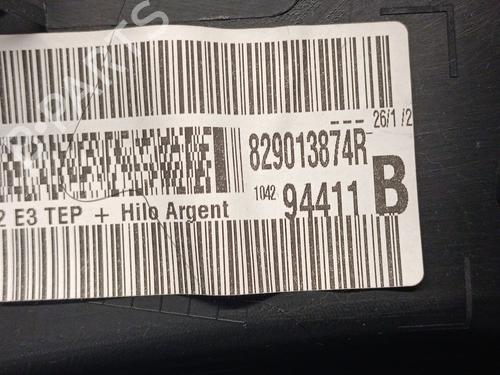 26/1/2
829013874R
1042
94411 B
2 E3 TEP + Hilo Argent